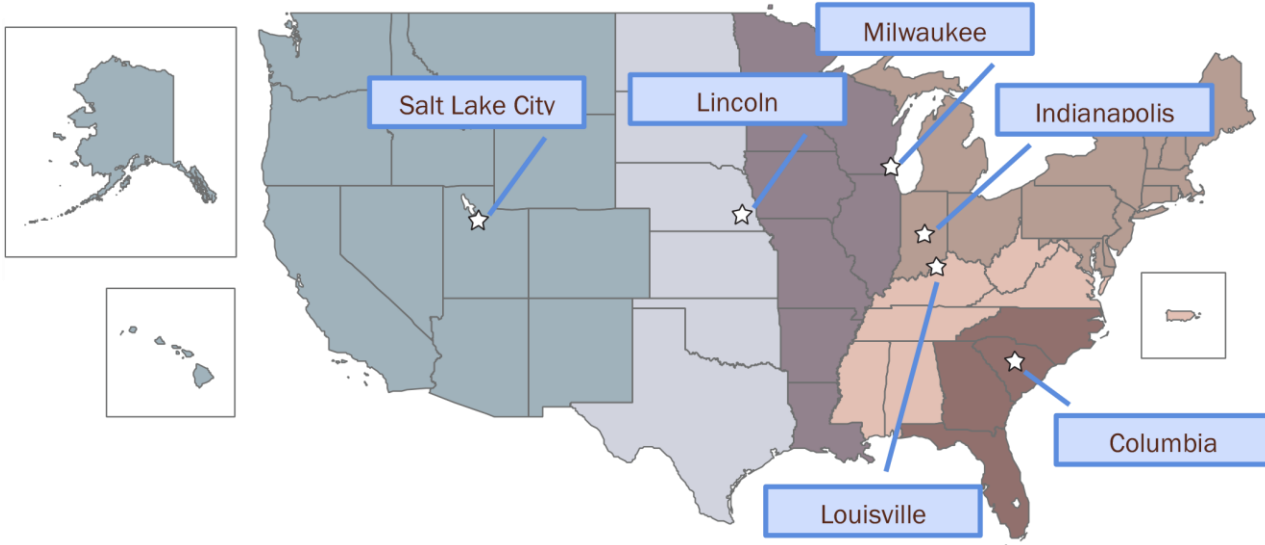 Milwaukee
Salt Lake City
Lincoln
Indianapolis
Columbia
Louisville